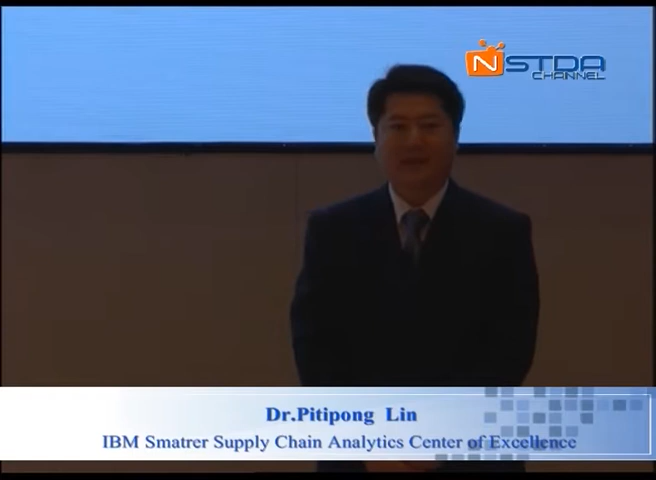 NSTDA
CHANNEL
Dr.Pitipong Lin
IBM Smatrer Supply Chain Analytics Center of Excellence